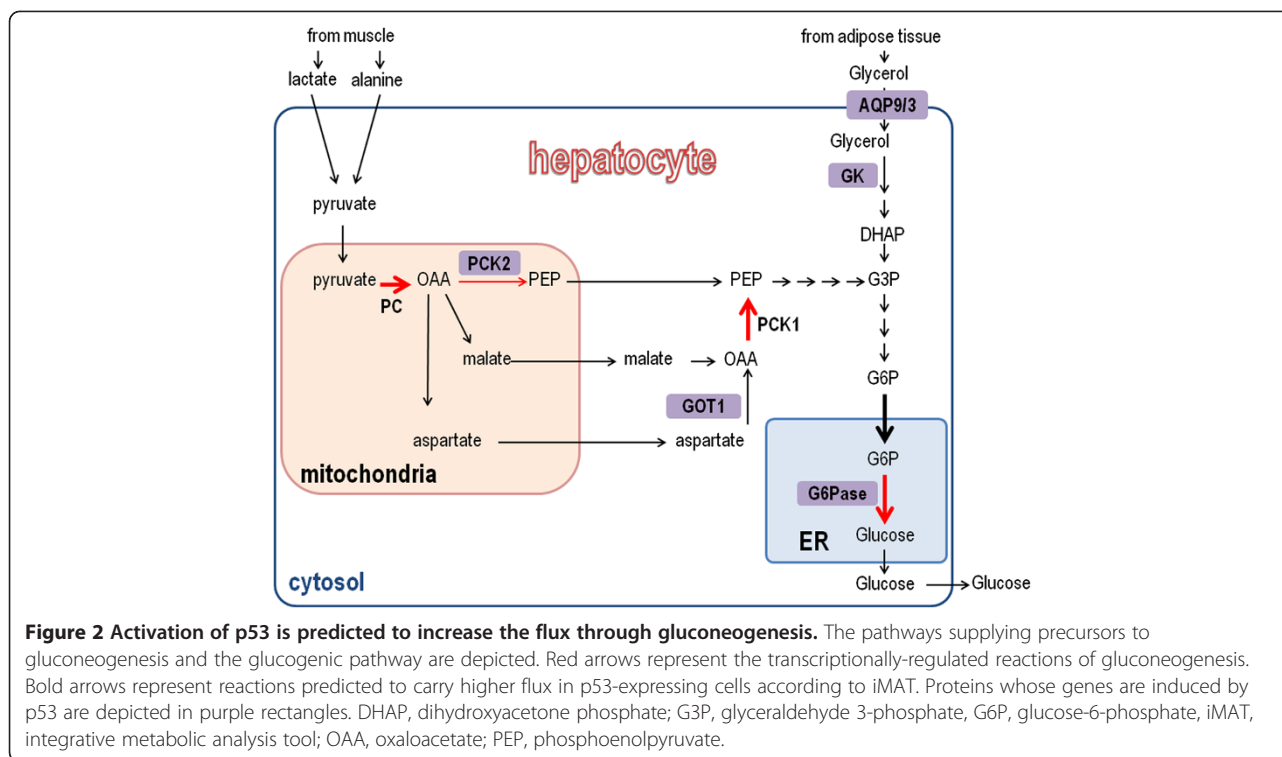 from muscle
lactate alanine
from adipose tissue
Glycerol
AQP9/3
Glycerol
hepatocyte
GK
pyruvate
DHAP
pyruvate
PC
OAA
PCK2
PEP
PEP
G3P
PCK1
malate
malate
OAA
G6P
GOT1
aspartate
aspartate
mitochondria
G6P
G6Pase
Glucose
ER
cytosol
Glucose
Glucose
Figure 2 Activation of p53 is predicted to increase the flux through gluconeogenesis. The pathways supplying precursors to
gluconeogenesis and the glucogenic pathway are depicted. Red arrows represent the transcriptionally-regulated reactions of gluconeogenesis.
Bold arrows represent reactions predicted to carry higher flux in p53-expressing cells according to iMAT. Proteins whose genes are induced by
p53 are depicted in purple rectangles. DHAP, dihydroxyacetone phosphate; G3P, glyceraldehyde 3-phosphate, G6P, glucose-6-phosphate, iMAT,
integrative metabolic analysis tool; OAA, oxaloacetate; PEP, phosphoenolpyruvate.